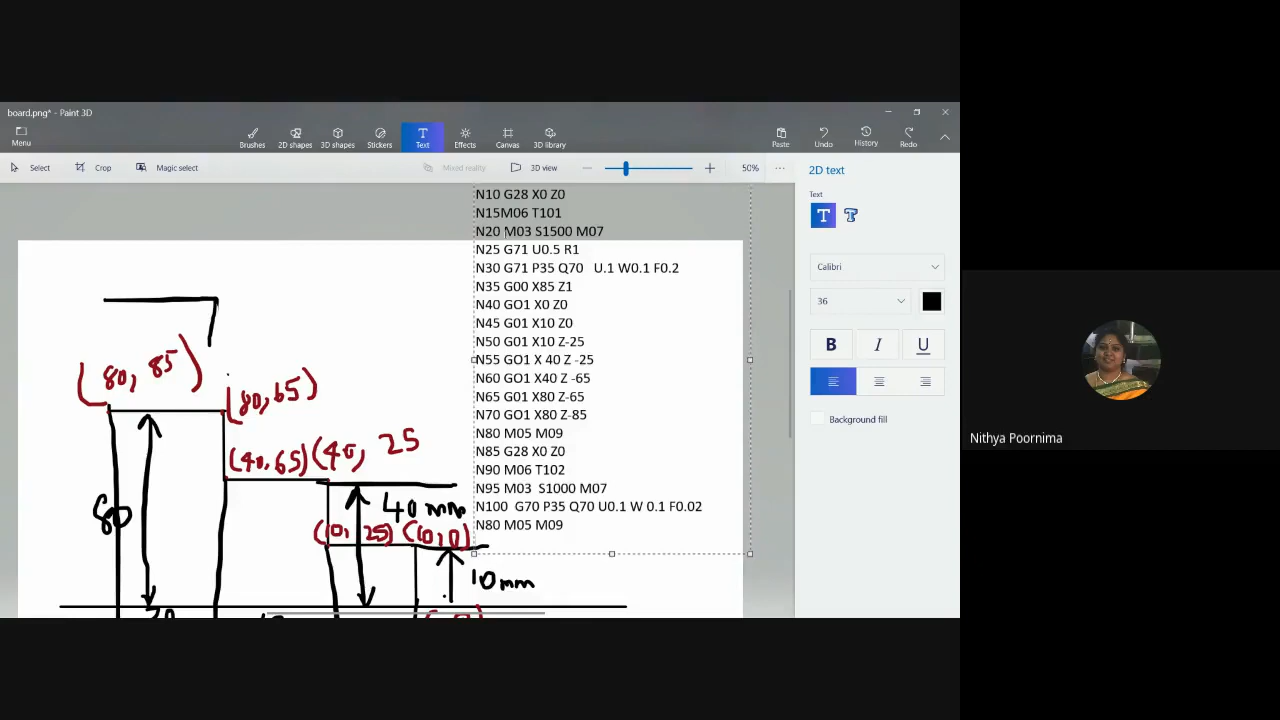 board.png* - Paint 3D
Menu
Brushes
2D shapes
3D shapes
Stickers
Text
Effects
Canvas
3D library
Paste
Undo
History
Redo
Select
Crop
Magic select
Mixed reality
3D view
50%
2D text
Text
Calibri
36
B I U
Background fill
N10 G28 X0 Z0
N15M06 T101
N20 M03 S1500 M07
N25 G71 U0.5 R1
N30 G71 P35 Q70 U.1 W0.1 F0.2
N35 G00 X85 Z1
N40 GO1 X0 Z0
N45 G01 X10 Z0
N50 G01 X10 Z-25
N55 GO1 X 40 Z -25
N60 GO1 X40 Z -65
N65 G01 X80 Z-65
N70 GO1 X80 Z-85
N80 M05 M09
N85 G28 X0 Z0
N90 M06 T102
N95 M03 S1000 M07
N100 G70 P35 Q70 U0.1 W 0.1 F0.02
N80 M05 M09
(80, 85)
(80,65)
(40,65) (40, 25
80
40 mm
(10, 25) (10,0)
10mm
Nithya Poornima